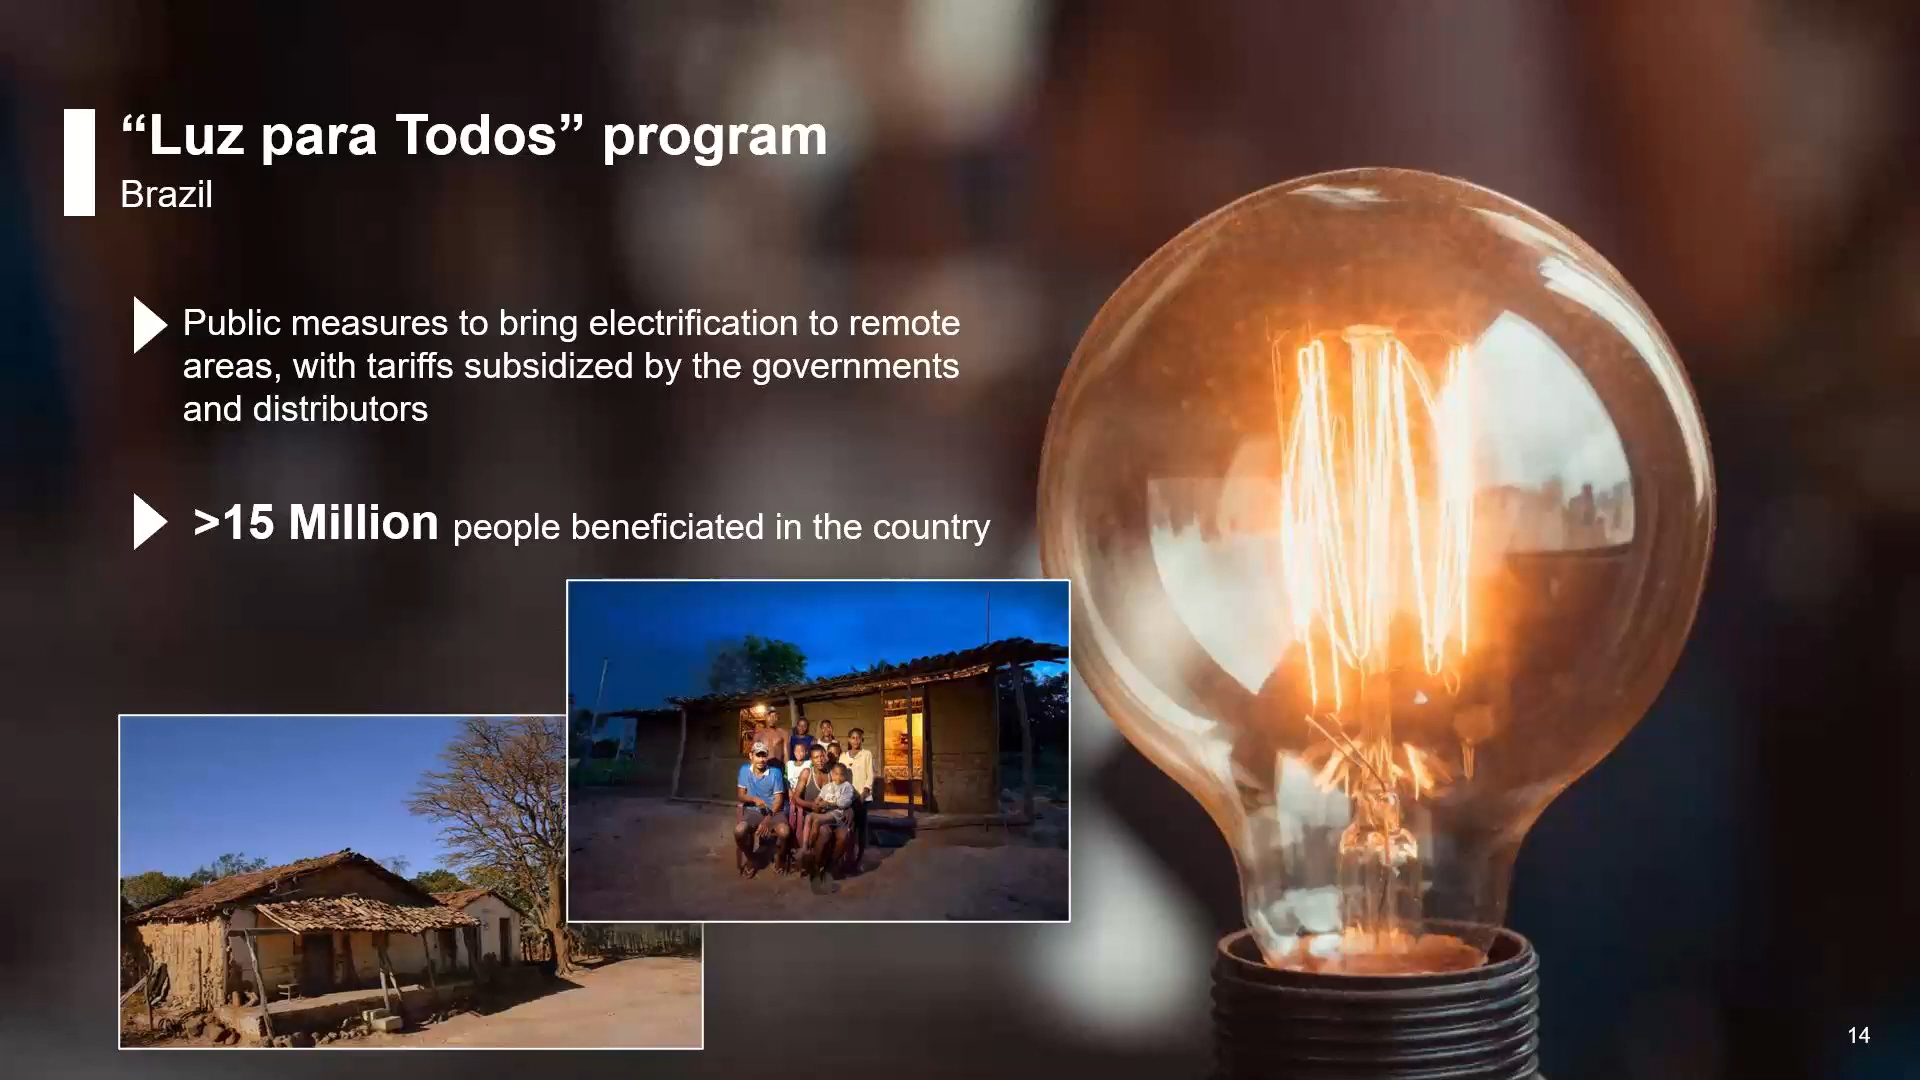 “Luz para Todos” program
Brazil
Public measures to bring electrification to remote
areas, with tariffs subsidized by the governments
and distributors
>15 Million people beneficiated in the country
14